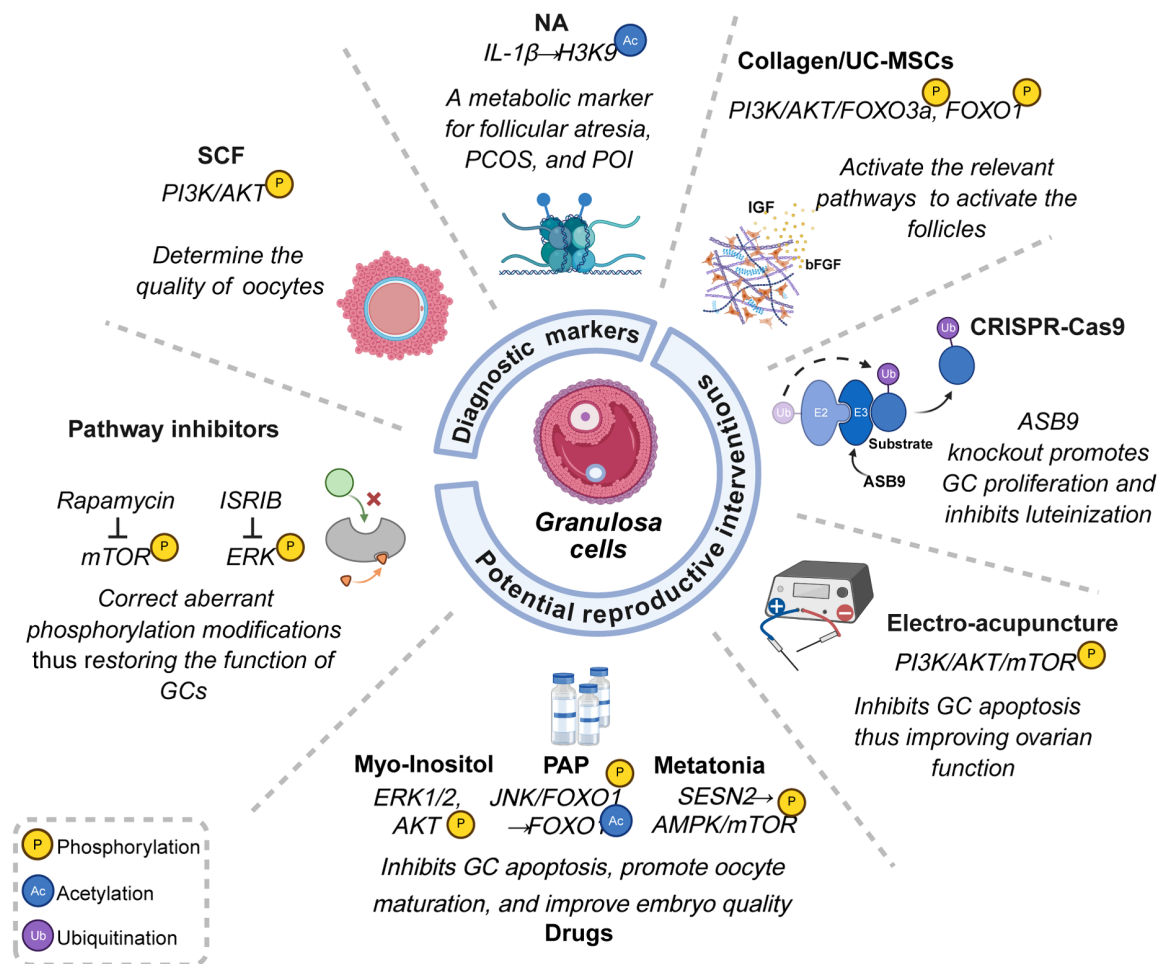 NA
IL-1β→H3K9 Ac
A metabolic marker
for follicular atresia,
PCOS, and POI
Collagen/UC-MSCs
PI3K/AKT/FOXO3a, FOXO1
P
P
Activate the relevant
pathways to activate the
follicles
IGF
bFGF
SCF
PI3K/AKT P
Determine the
quality of oocytes
CRISPR-Cas9
Ub
Ub
Ub
E2
E3
Substrate
ASB9
ASB9
knockout promotes
GC proliferation and
inhibits luteinization
Diagnostic markers
Potential reproductive interventions
Granulosa
cells
Pathway inhibitors
Rapamycin
mTOR P
ISRIB
ERK P
Correct aberrant
phosphorylation modifications
thus restoring the function of
GCs
Electro-acupuncture
PI3K/AKT/mTOR P
Inhibits GC apoptosis
thus improving ovarian
function
Myo-Inositol
ERK1/2,
AKT P
PAP
JNK/FOXO1 P
→FOXO1 Ac
Metatonia
SESN2→ P
AMPK/mTOR
Inhibits GC apoptosis, promote oocyte
maturation, and improve embryo quality
Drugs
P Phosphorylation
Ac Acetylation
Ub Ubiquitination